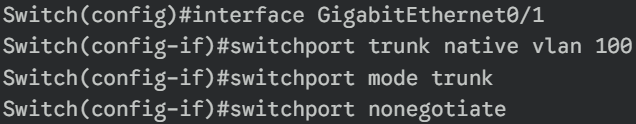 Switch(config)#interface GigabitEthernet0/1
Switch(config-if)#switchport trunk native vlan 100
Switch(config-if)#switchport mode trunk
Switch(config-if)#switchport nonegotiate